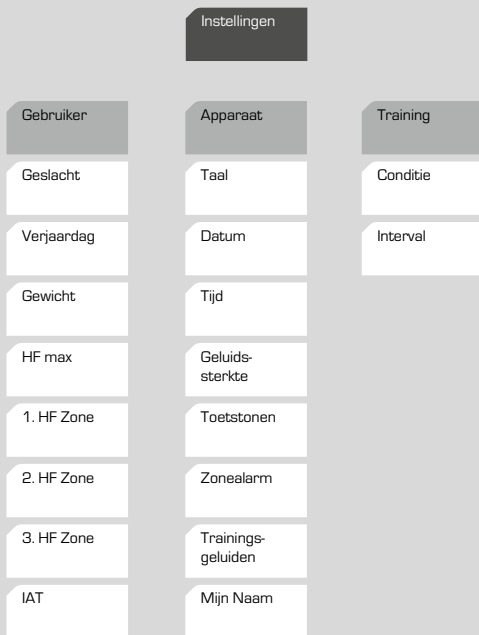 Instellingen
Gebruiker
Geslacht
Verjaardag
Gewicht
HF max
1. HF Zone
2. HF Zone
3. HF Zone
IAT
Apparaat
Taal
Datum
Tijd
Geluids-
sterkte
Toetstonen
Zonealarm
Trainings-
geluiden
Mijn Naam
Training
Conditie
Interval